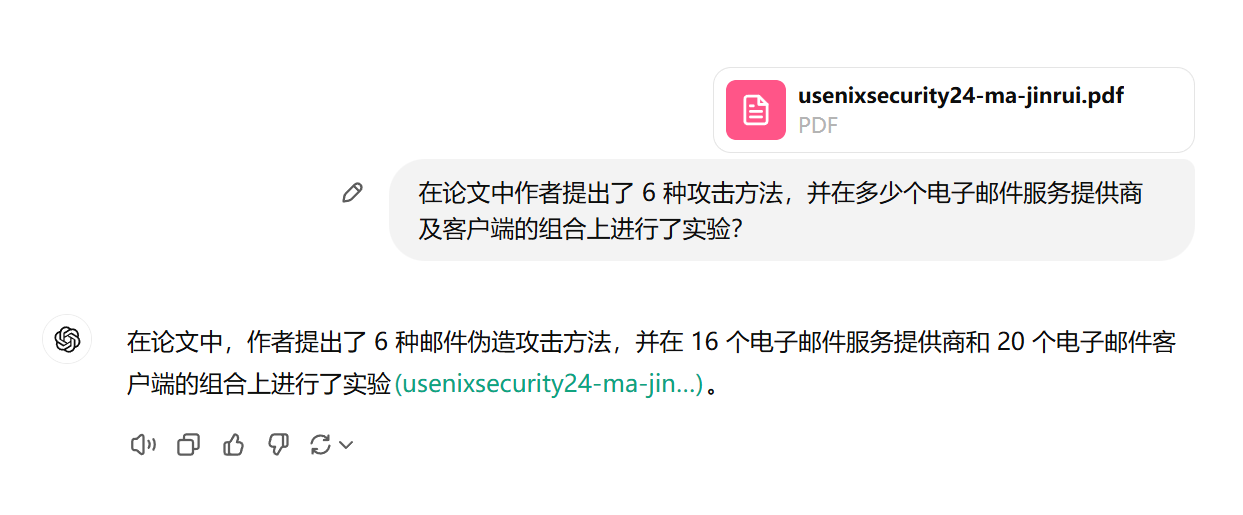 usenixsecurity24-ma-jinrui.pdf
PDF
在论文中作者提出了 6 种攻击方法，并在多少个电子邮件服务提供商
及客户端的组合上进行了实验？
在论文中，作者提出了 6 种邮件伪造攻击方法，并在 16 个电子邮件服务提供商和 20 个电子邮件客
户端的组合上进行了实验(usenixsecurity24-ma-jin...)。